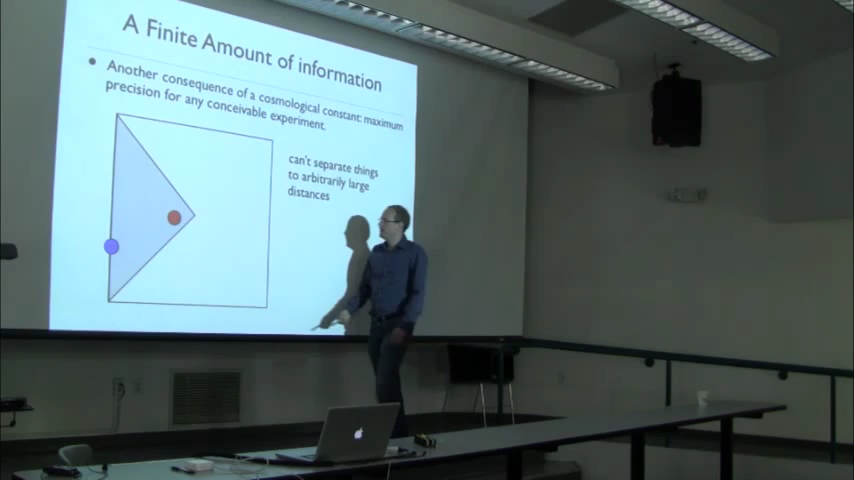 A Finite Amount of information
• Another consequence of a cosmological constant: maximum
precision for any conceivable experiment.
can't separate things
to arbitrarily large
distances